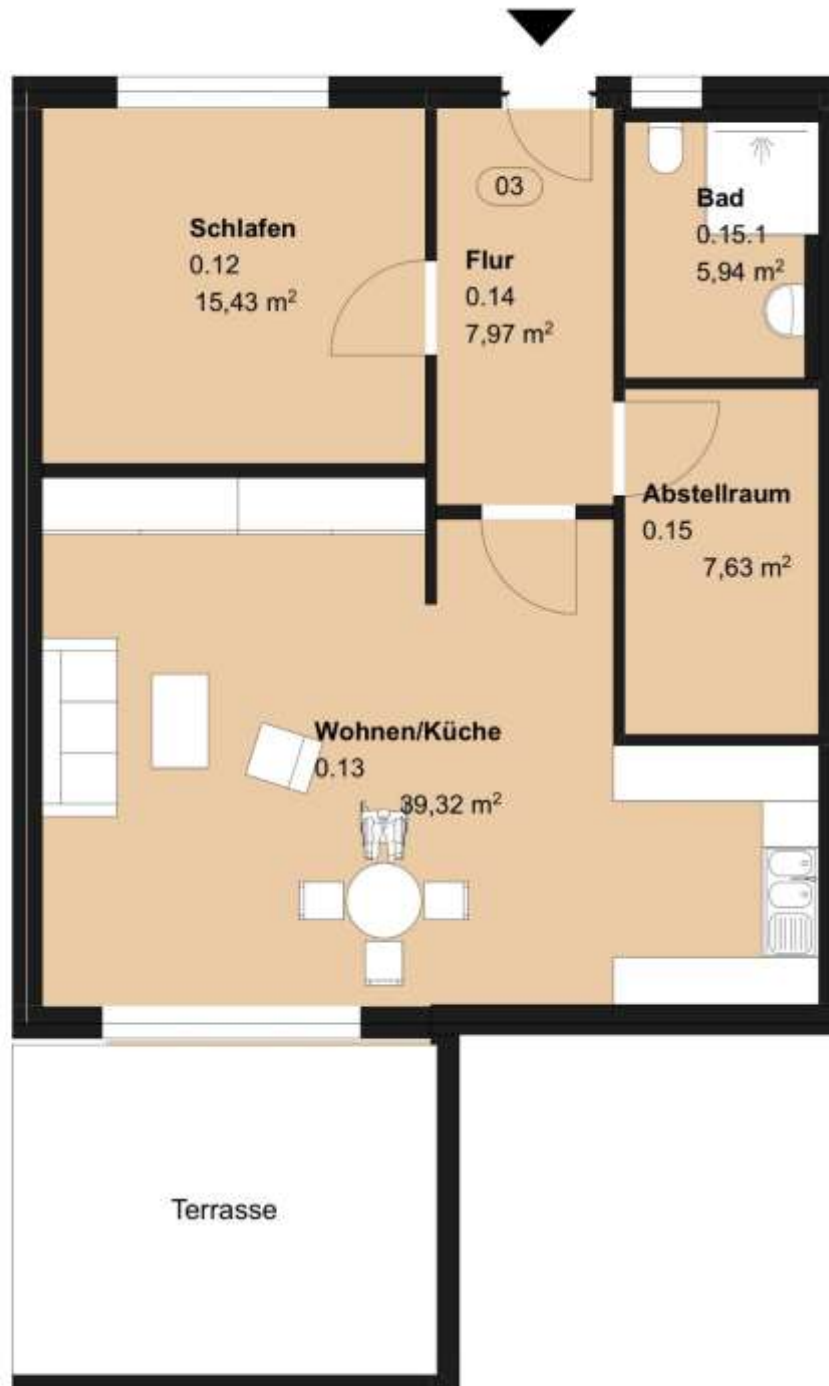 03
Schlafen
0.12
15,43 m²
Flur
0.14
7,97 m²
Bad
0.15.1
5,94 m²
Abstellraum
0.15
7,63 m²
Wohnen/Küche
0.13
39,32 m²
Terrasse